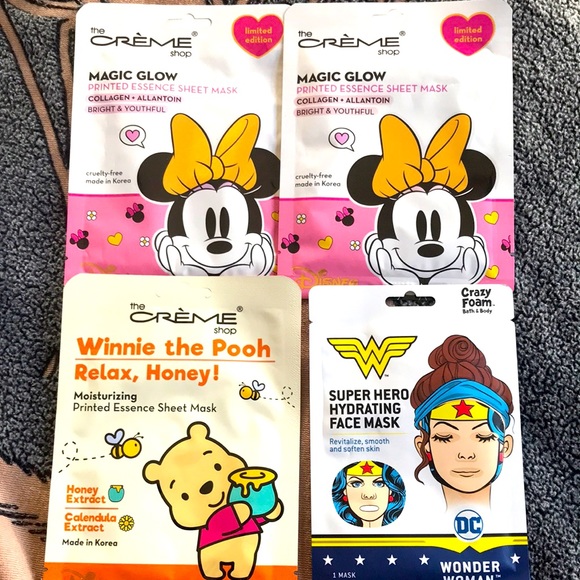 the
CRÈME®
shop
limited
edition
MAGIC GLOW
PRINTED ESSENCE SHEET MASK
COLLAGEN + ALLANTOIN
BRIGHT & YOUTHFUL
cruelty-free
made in Korea
Disney
the
CRÈME®
shop
limited
edition
MAGIC GLOW
PRINTED ESSENCE SHEET MASK
COLLAGEN + ALLANTOIN
BRIGHT & YOUTHFUL
cruelty-free
made in Korea
Disney
the
CRÈME®
shop
Winnie the Pooh
Relax, Honey!
Moisturizing
Printed Essence Sheet Mask
Honey
Extract
Calendula
Extract
Made in Korea
Crazy
Foam
Bath & Body
W
SUPER HERO
HYDRATING
FACE MASK
Revitalize, smooth
and soften skin
DC
1 MASK
WONDER
WOMAN